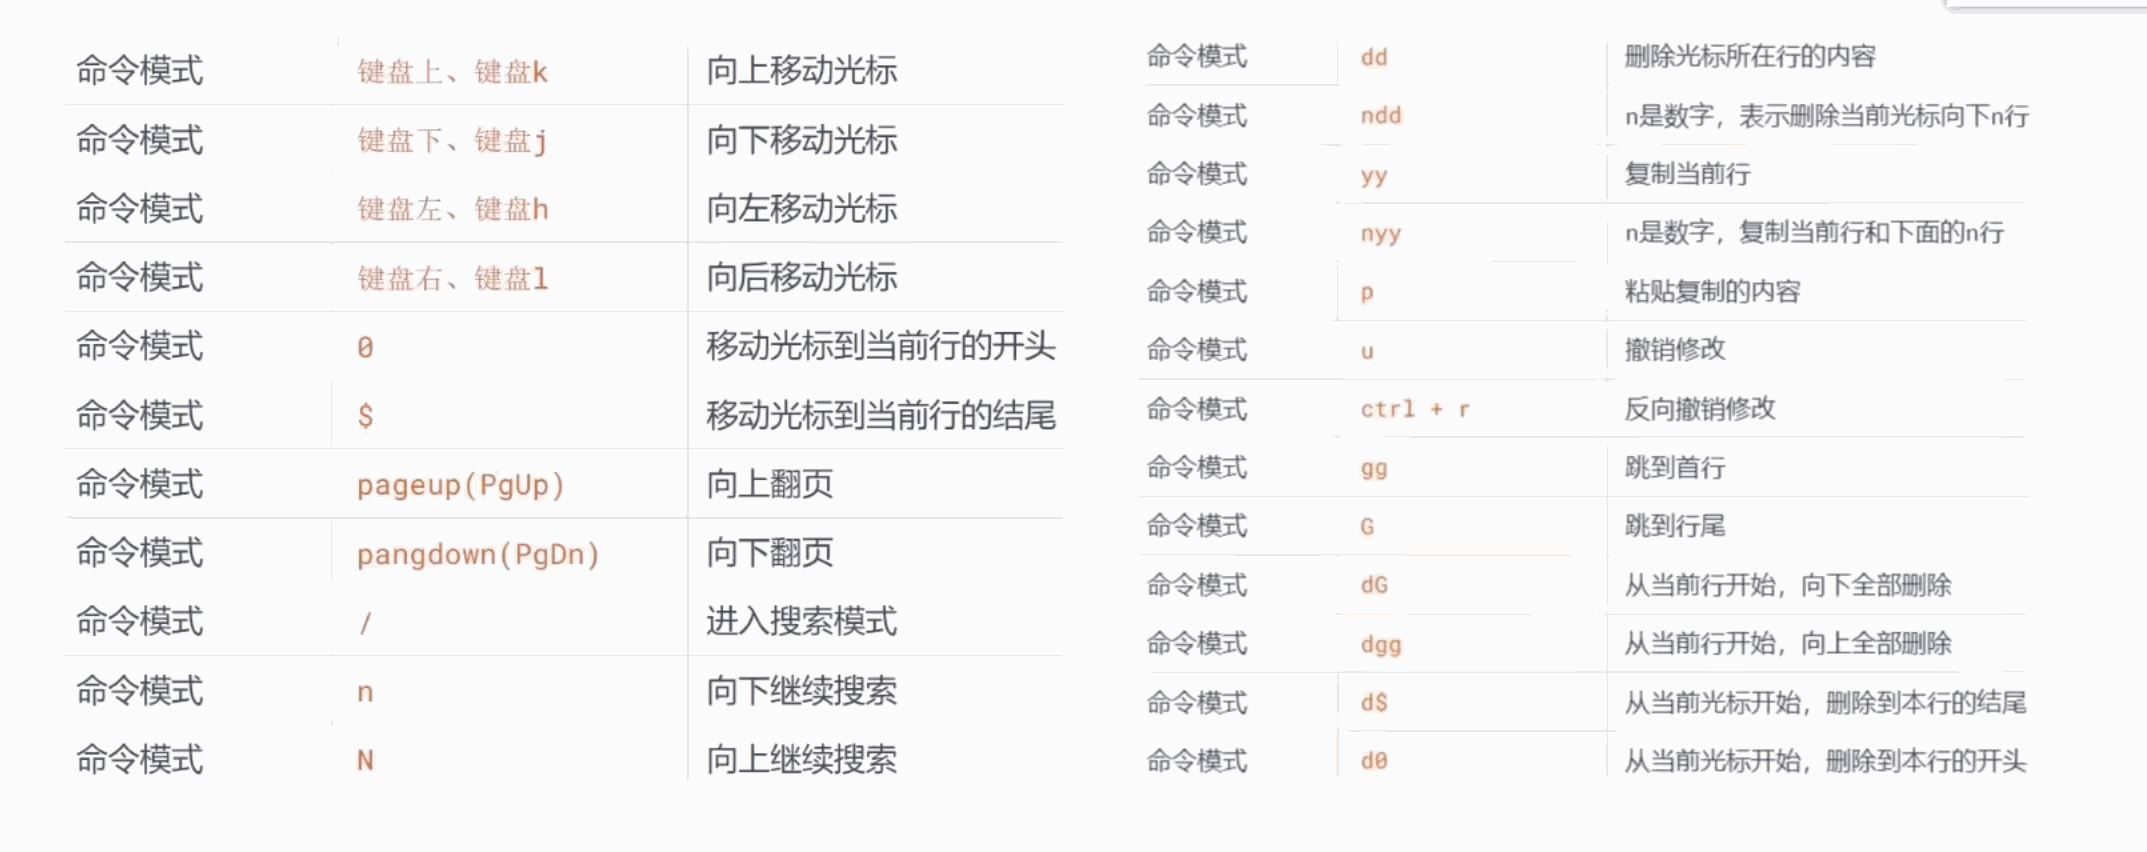 命令模式 键盘上、键盘k 向上移动光标
命令模式 键盘下、键盘j 向下移动光标
命令模式 键盘左、键盘h 向左移动光标
命令模式 键盘右、键盘l 向后移动光标
命令模式 0 移动光标到当前行的开头
命令模式 $ 移动光标到当前行的结尾
命令模式 pageup(PgUp) 向上翻页
命令模式 pangdown(PgDn) 向下翻页
命令模式 / 进入搜索模式
命令模式 n 向下继续搜索
命令模式 N 向上继续搜索
命令模式 dd 删除光标所在行的内容
命令模式 ndd n是数字，表示删除当前光标向下n行
命令模式 yy 复制当前行
命令模式 nyy n是数字，复制当前行和下面的n行
命令模式 p 粘贴复制的内容
命令模式 u 撤销修改
命令模式 ctrl + r 反向撤销修改
命令模式 gg 跳到首行
命令模式 G 跳到行尾
命令模式 dG 从当前行开始，向下全部删除
命令模式 dgg 从当前行开始，向上全部删除
命令模式 d$ 从当前光标开始，删除到本行的结尾
命令模式 d0 从当前光标开始，删除到本行的开头